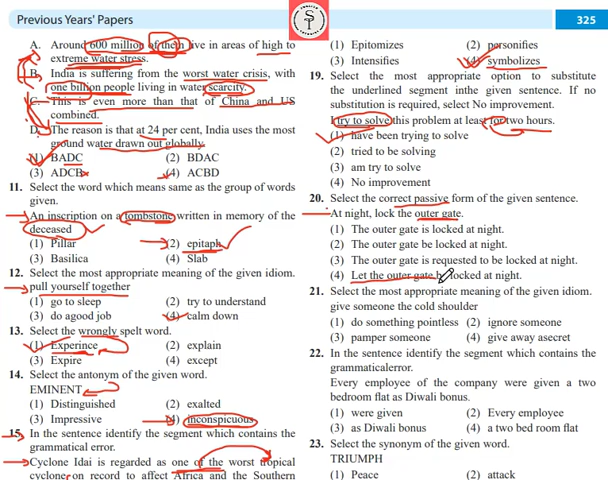 Previous Years' Papers
325
A. Around 600 million of them live in areas of high to
extreme water stress.
B. India is suffering from the worst water crisis, with
one billion people living in water scarcity.
C. This is even more than that of China and US
combined.
D. The reason is that at 24 per cent, India uses the most
ground water drawn out globally.
(1) BADC (2) BDAC
(3) ADCB (4) ACBD
11. Select the word which means same as the group of words
given.
An inscription on a tombstone written in memory of the
deceased
(1) Pillar (2) epitaph
(3) Basilica (4) Slab
12. Select the most appropriate meaning of the given idiom.
pull yourself together
(1) go to sleep (2) try to understand
(3) do agood job (4) calm down
13. Select the wrongly spelt word.
(1) Experince (2) explain
(3) Expire (4) except
14. Select the antonym of the given word.
EMINENT
(1) Distinguished (2) exalted
(3) Impressive (4) inconspicuous
15. In the sentence identify the segment which contains the
grammatical error.
Cyclone Idai is regarded as one of the worst tropical
cyclone on record to affect Africa and the Southern
(1) Epitomizes (2) personifies
(3) Intensifies (4) symbolizes
19. Select the most appropriate option to substitute
the underlined segment inthe given sentence. If no
substitution is required, select No improvement.
I try to solve this problem at least for two hours.
(1) have been trying to solve
(2) tried to be solving
(3) am try to solve
(4) No improvement
20. Select the correct passive form of the given sentence.
At night, lock the outer gate.
(1) The outer gate is locked at night.
(2) The outer gate be locked at night.
(3) The outer gate is requested to be locked at night.
(4) Let the outer gate be locked at night.
21. Select the most appropriate meaning of the given idiom.
give someone the cold shoulder
(1) do something pointless (2) ignore someone
(3) pamper someone (4) give away asecret
22. In the sentence identify the segment which contains the
grammaticalerror.
Every employee of the company were given a two
bedroom flat as Diwali bonus.
(1) were given (2) Every employee
(3) as Diwali bonus (4) a two bed room flat
23. Select the synonym of the given word.
TRIUMPH
(1) Peace (2) attack